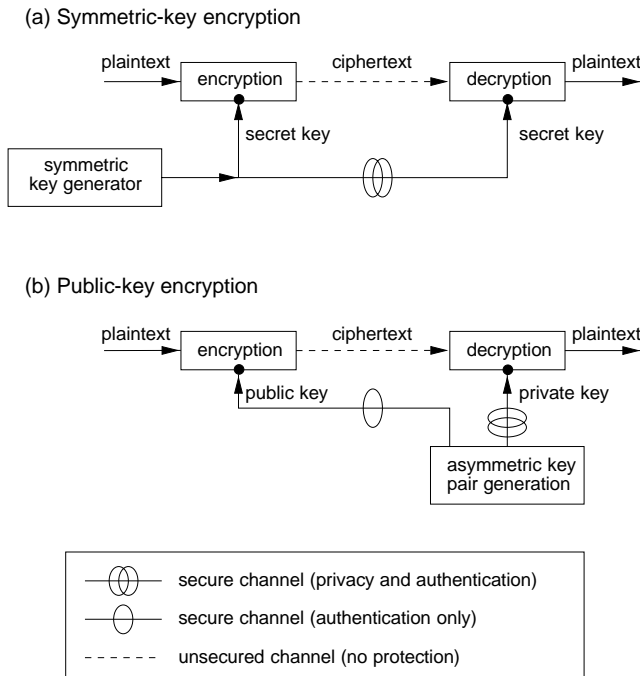 (a) Symmetric-key encryption
plaintext
encryption
ciphertext
decryption
plaintext
secret key
secret key
symmetric
key generator
(b) Public-key encryption
plaintext
encryption
ciphertext
decryption
plaintext
public key
private key
asymmetric key
pair generation
secure channel (privacy and authentication)
secure channel (authentication only)
unsecured channel (no protection)